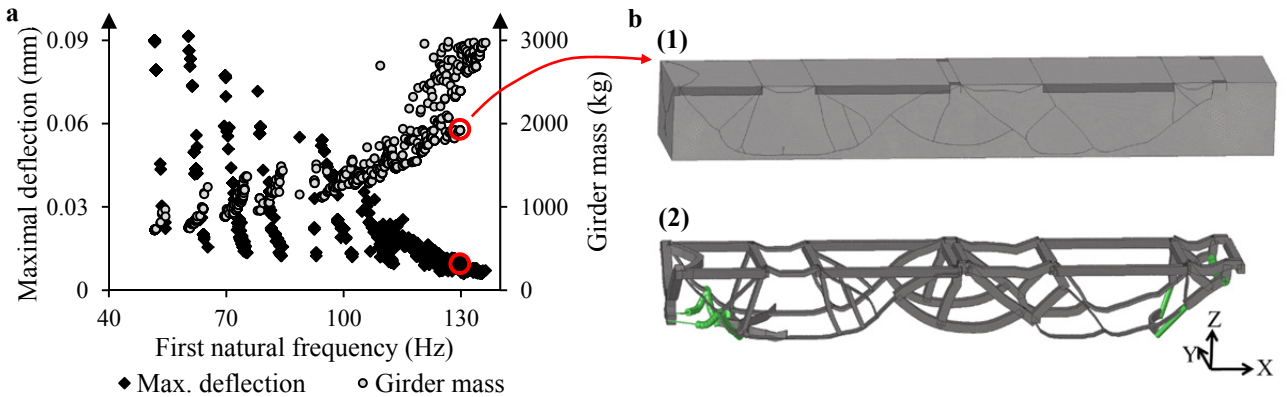 a
b
(1)
0.09
0.06
0.03
0
Maximal deflection (mm)
3000
2000
1000
0
Girder mass (kg)
40
70
100
130
First natural frequency (Hz)
Max. deflection
Girder mass
(2)
Z
Y
X